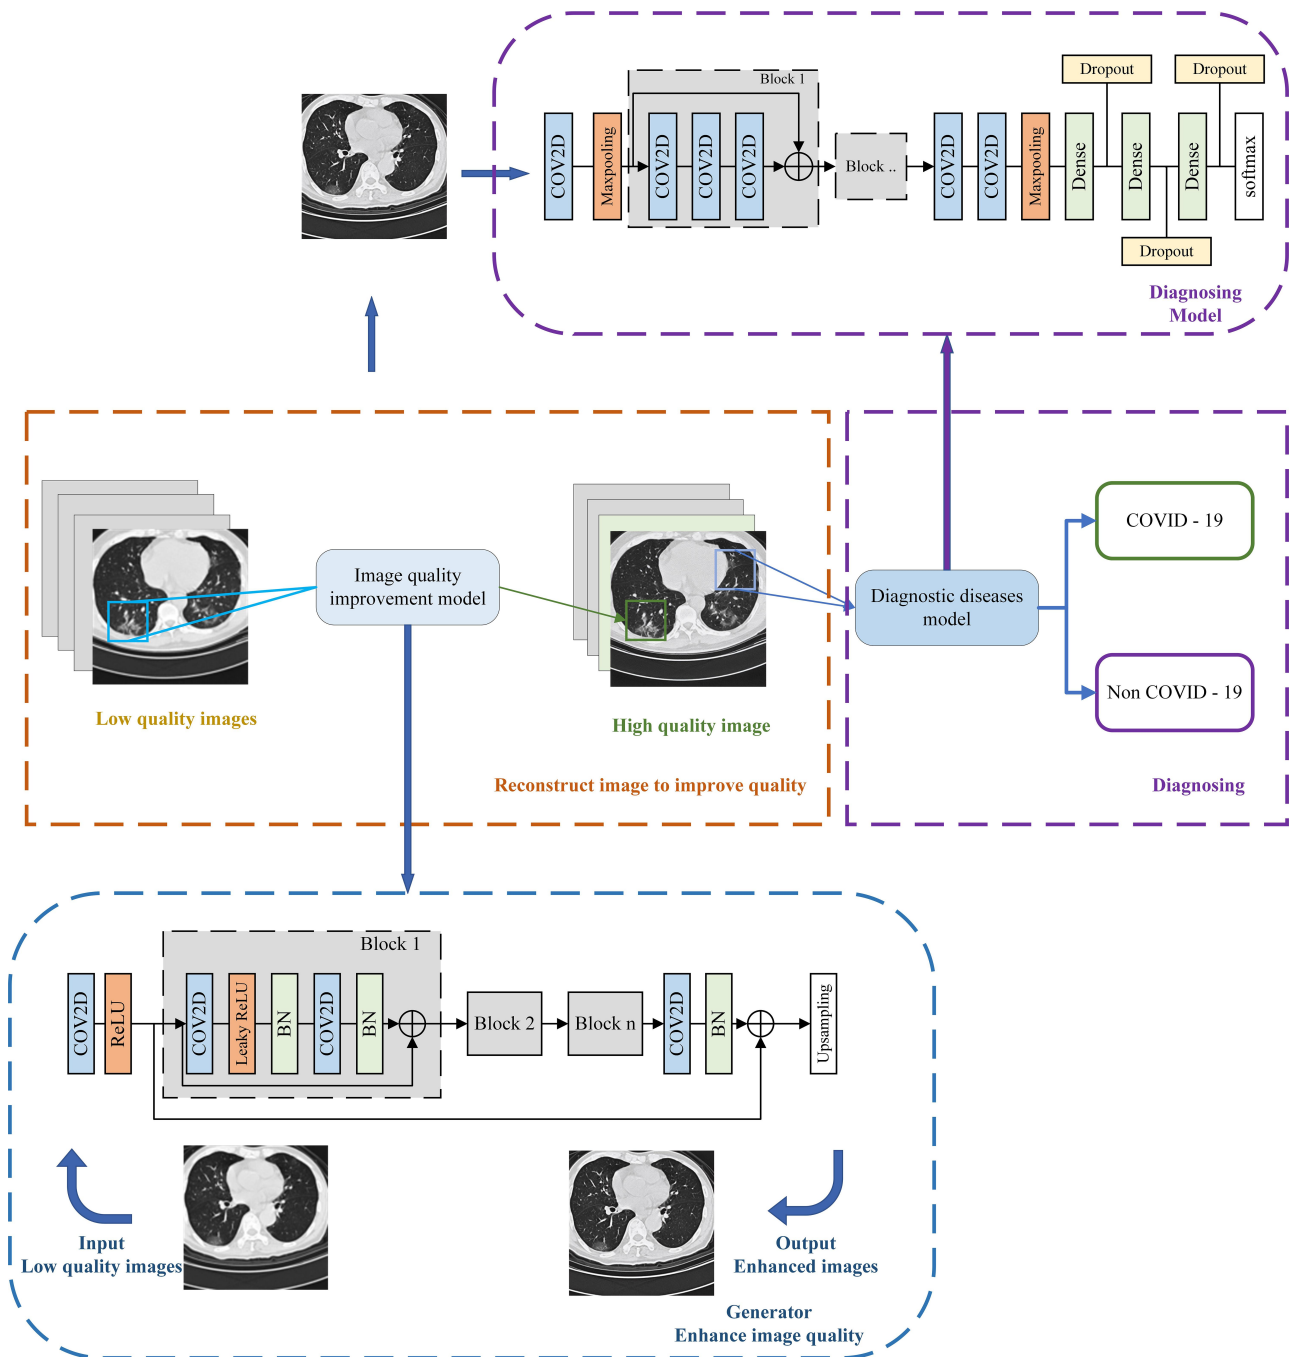 Block 1
Dropout
Dropout
COV2D
Maxpooling
COV2D
COV2D
COV2D
Block ..
COV2D
COV2D
Maxpooling
Dense
Dense
Dense
softmax
Dropout
Diagnosing
Model
Image quality
improvement model
Low quality images
High quality image
Reconstruct image to improve quality
Diagnostic diseases
model
COVID - 19
Non COVID - 19
Diagnosing
Block 1
COV2D
ReLU
COV2D
Leaky ReLU
BN
COV2D
BN
Block 2
Block n
COV2D
BN
Upsampling
Input
Low quality images
Output
Enhanced images
Generator
Enhance image quality